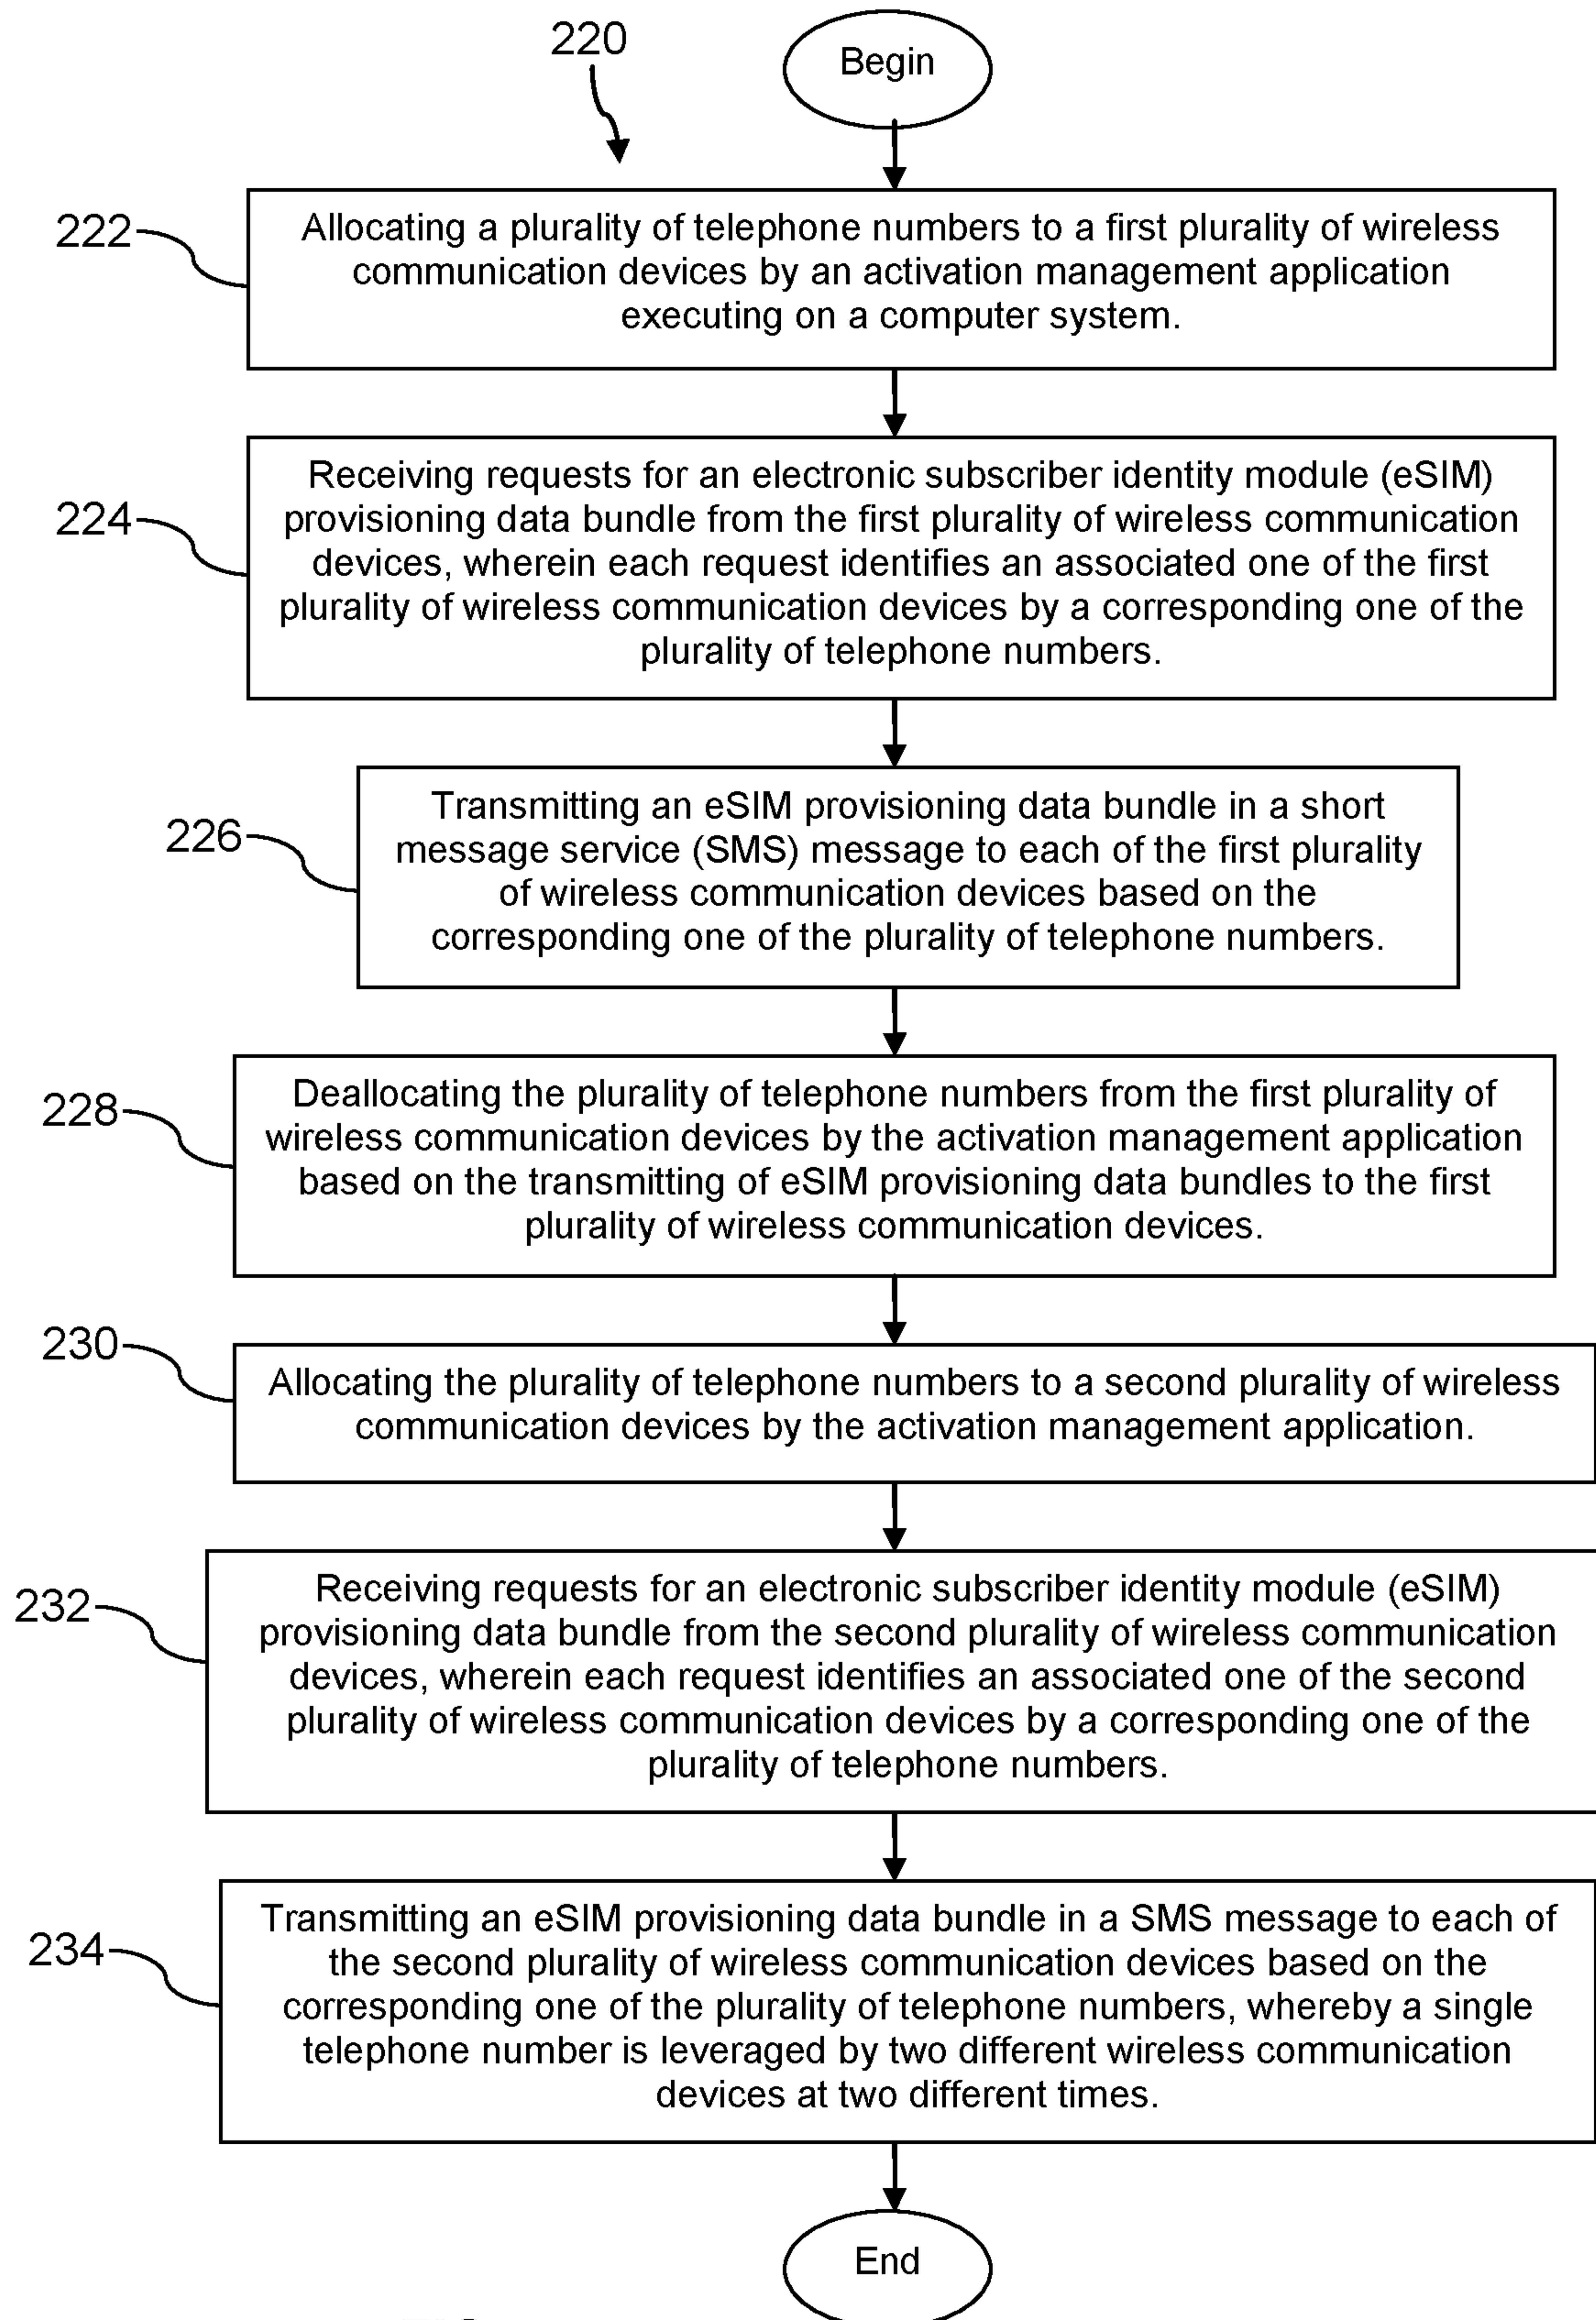 220
Begin
222
Allocating a plurality of telephone numbers to a first plurality of wireless
communication devices by an activation management application
executing on a computer system.
224
Receiving requests for an electronic subscriber identity module (eSIM)
provisioning data bundle from the first plurality of wireless communication
devices, wherein each request identifies an associated one of the first
plurality of wireless communication devices by a corresponding one of the
plurality of telephone numbers.
226
Transmitting an eSIM provisioning data bundle in a short
message service (SMS) message to each of the first plurality
of wireless communication devices based on the
corresponding one of the plurality of telephone numbers.
228
Deallocating the plurality of telephone numbers from the first plurality of
wireless communication devices by the activation management application
based on the transmitting of eSIM provisioning data bundles to the first
plurality of wireless communication devices.
230
Allocating the plurality of telephone numbers to a second plurality of wireless
communication devices by the activation management application.
232
Receiving requests for an electronic subscriber identity module (eSIM)
provisioning data bundle from the second plurality of wireless communication
devices, wherein each request identifies an associated one of the second
plurality of wireless communication devices by a corresponding one of the
plurality of telephone numbers.
234
Transmitting an eSIM provisioning data bundle in a SMS message to each of
the second plurality of wireless communication devices based on the
corresponding one of the plurality of telephone numbers, whereby a single
telephone number is leveraged by two different wireless communication
devices at two different times.
End